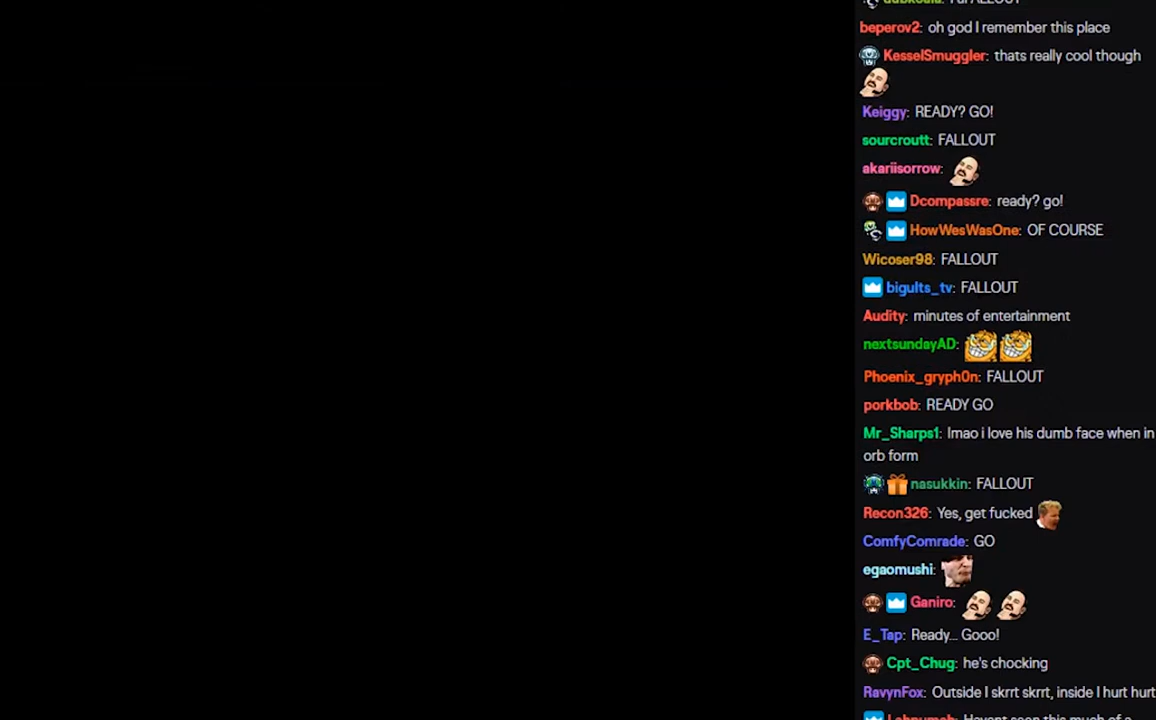 beperov2: oh god I remember this place
KesselSmuggler: thats really cool though
Keiggy: READY? GO!
sourcroutt: FALLOUT
akariisorrow:
Dcompassre: ready? go!
HowWesWasOne: OF COURSE
Wicoser98: FALLOUT
bigults_tv: FALLOUT
Audity: minutes of entertainment
nextsundayAD:
Phoenix_gryph0n: FALLOUT
porkbob: READY GO
Mr_Sharps1: lmao i love his dumb face when in
orb form
nasukkin: FALLOUT
Recon326: Yes, get fucked
ComfyComrade: GO
egaomushi:
Ganiro:
E_Tap: Ready... Gooo!
Cpt_Chug: he's chocking
RavynFox: Outside I skrrt skrrt, inside I hurt hurt